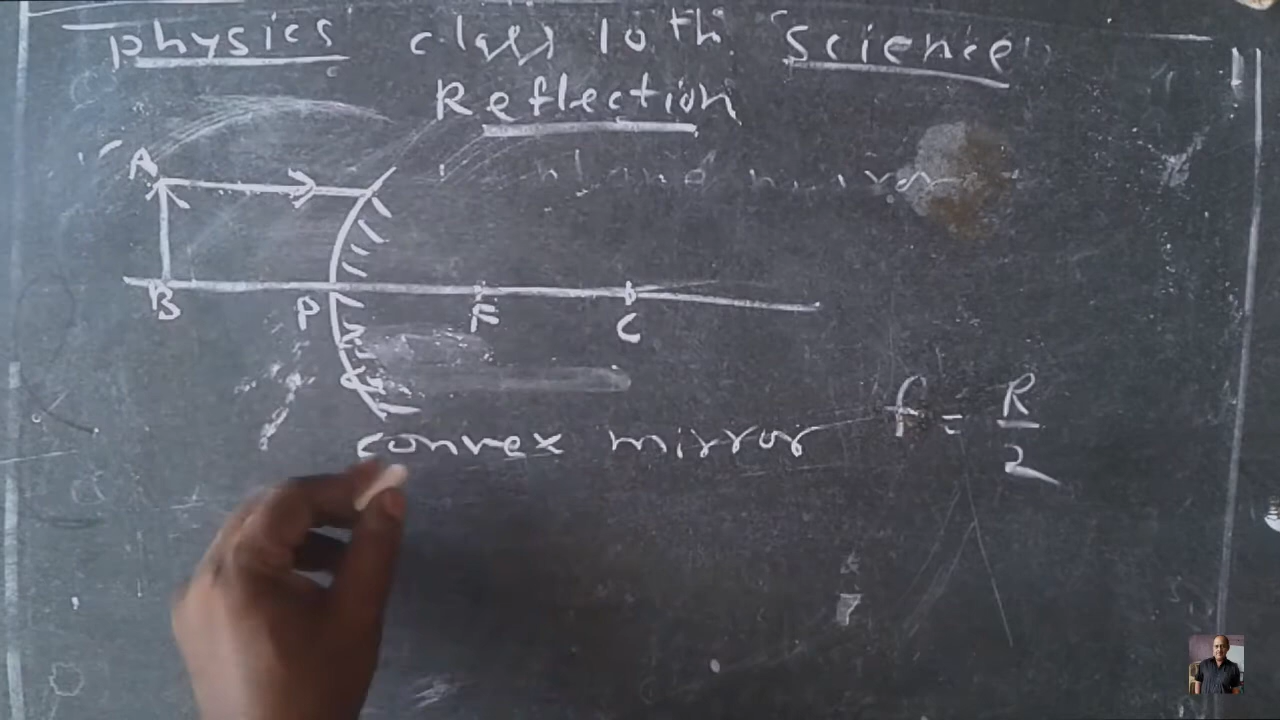 physics class 10th Science
Reflection
A
B P F C
convex mirror f = R/2